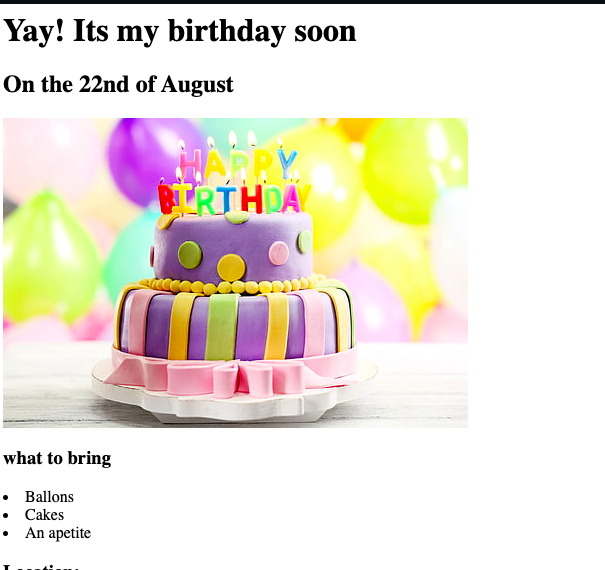 Yay! Its my birthday soon
On the 22nd of August
HAPPY
BIRTHDAY
what to bring
Ballons
Cakes
An apetite
Location: